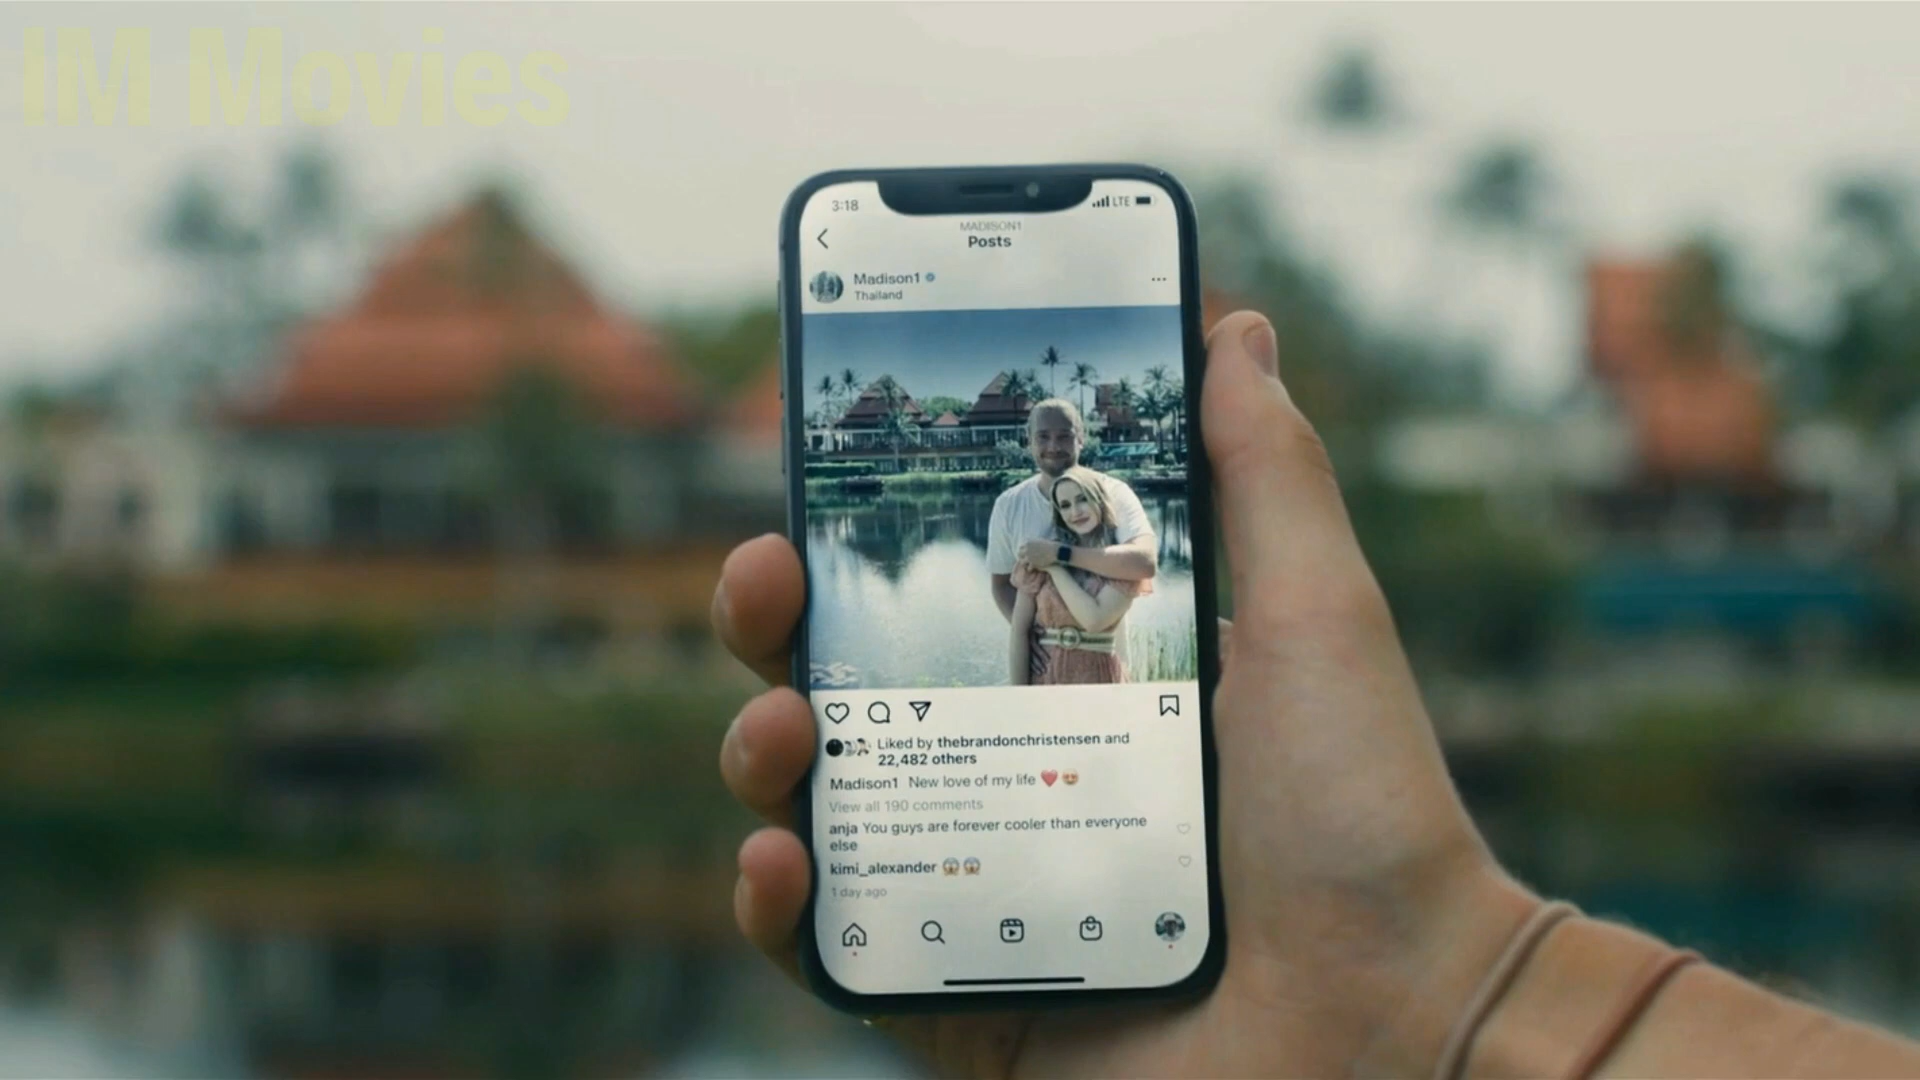 IM Movies
3:18
LTE
MADISON1
Posts
Madison1
Thailand
Liked by thebrandonchristensen and
22,482 others
Madison1 New love of my life ❤️😍
View all 190 comments
anja You guys are forever cooler than everyone
else
kimi_alexander 😱😱
1 day ago